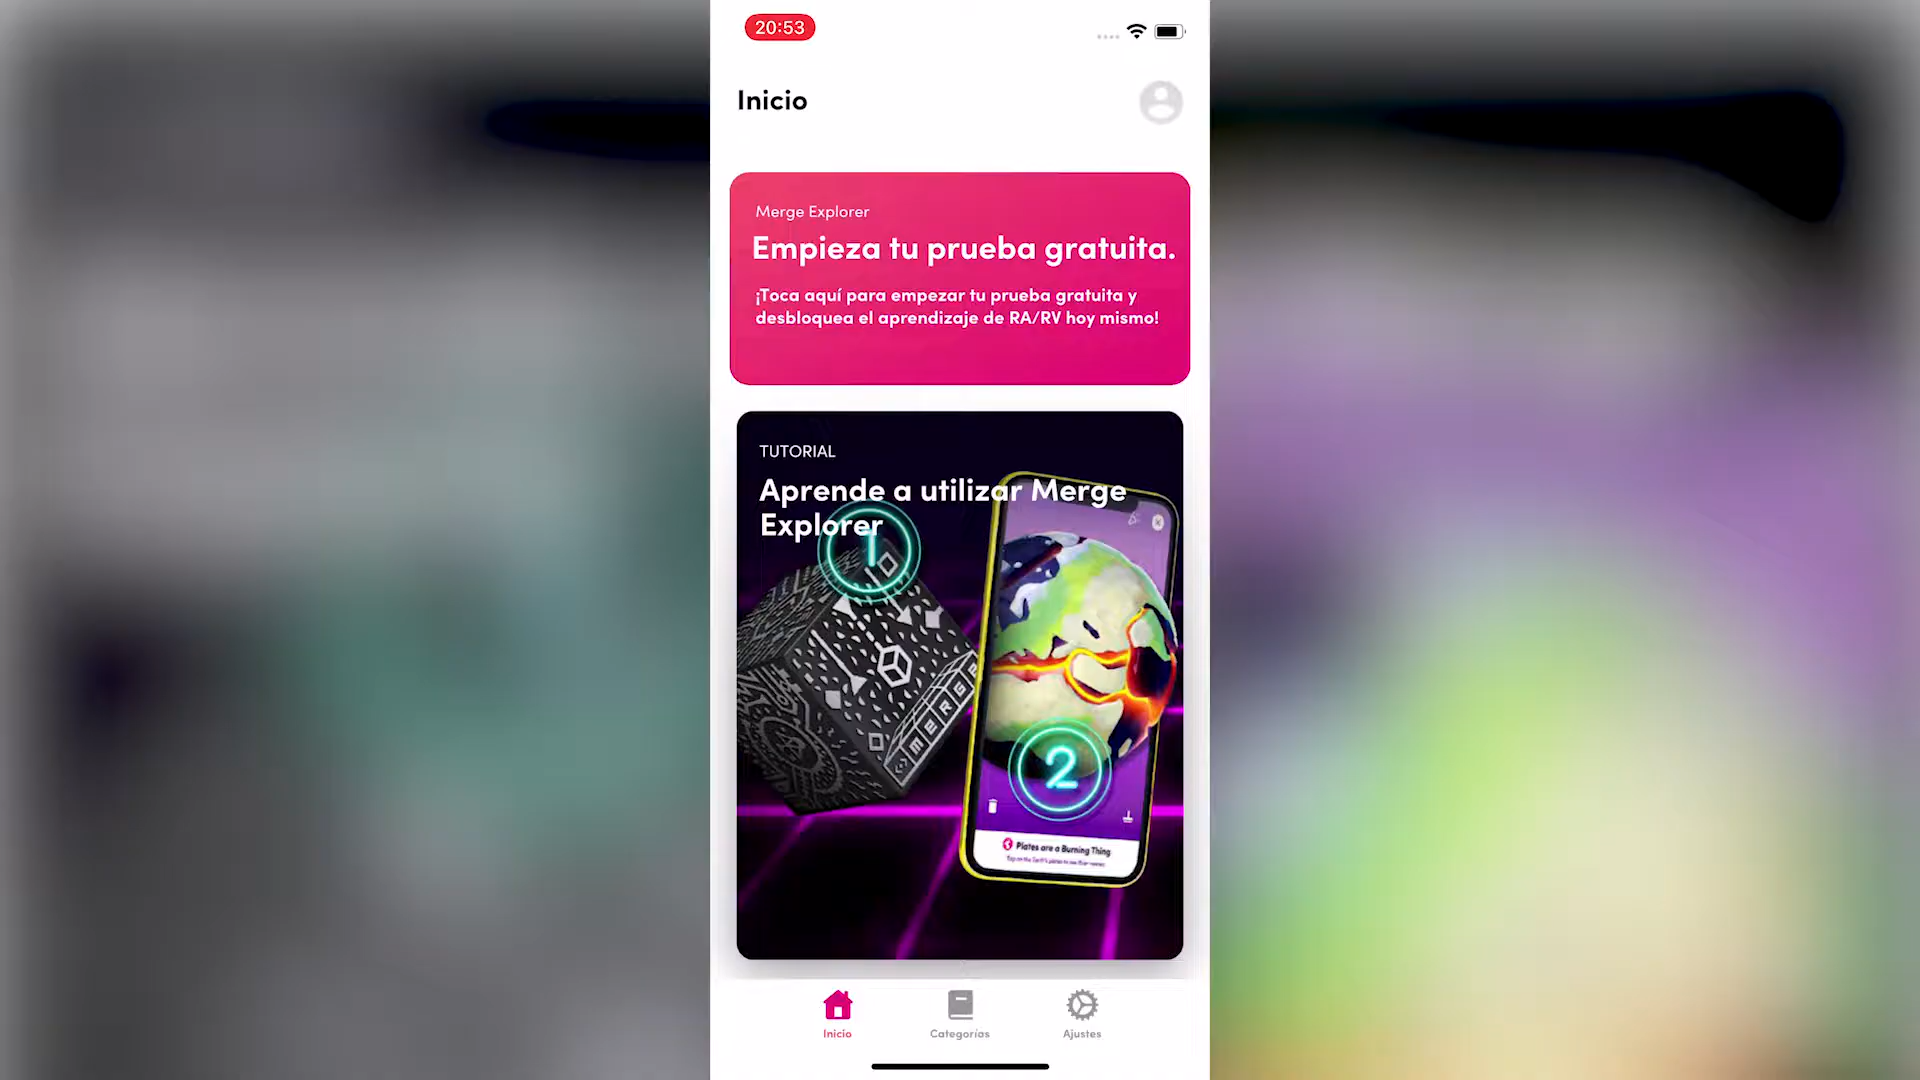 20:53
Inicio
Merge Explorer
Empieza tu prueba gratuita.
¡Toca aquí para empezar tu prueba gratuita y
desbloquea el aprendizaje de RA/RV hoy mismo!
TUTORIAL
Aprende a utilizar Merge
Explorer
1
MERGE
2
Plates are a Burning Thing
Inicio
Categorías
Ajustes